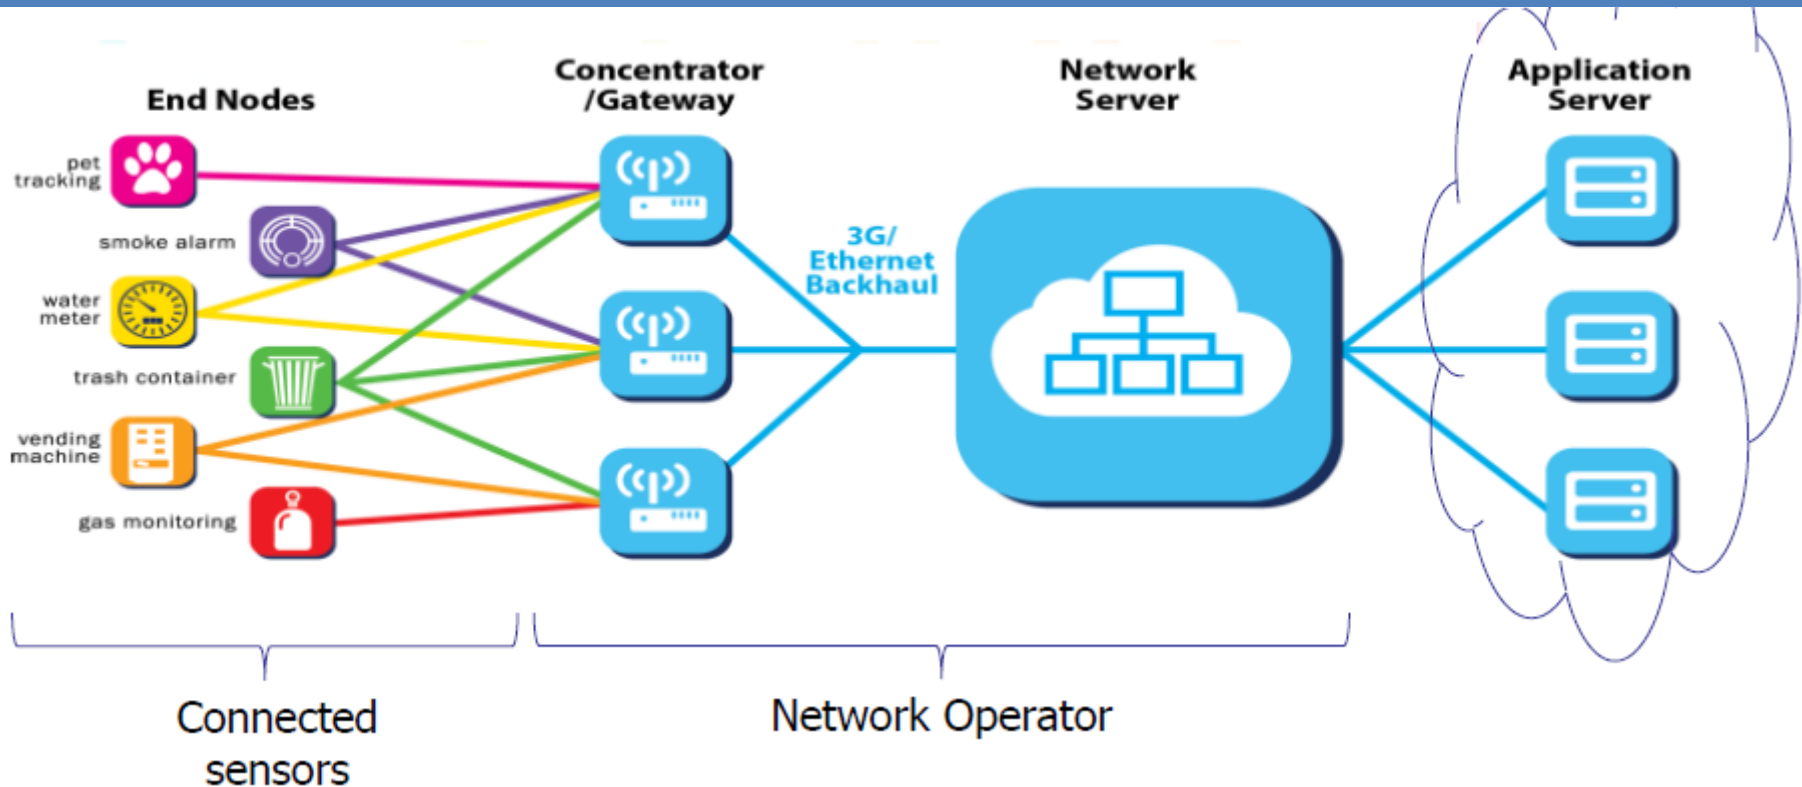 End Nodes
Concentrator
/Gateway
Network
Server
Application
Server
pet
tracking
smoke alarm
water
meter
trash container
vending
machine
gas monitoring
3G/
Ethernet
Backhaul
Connected
sensors
Network Operator